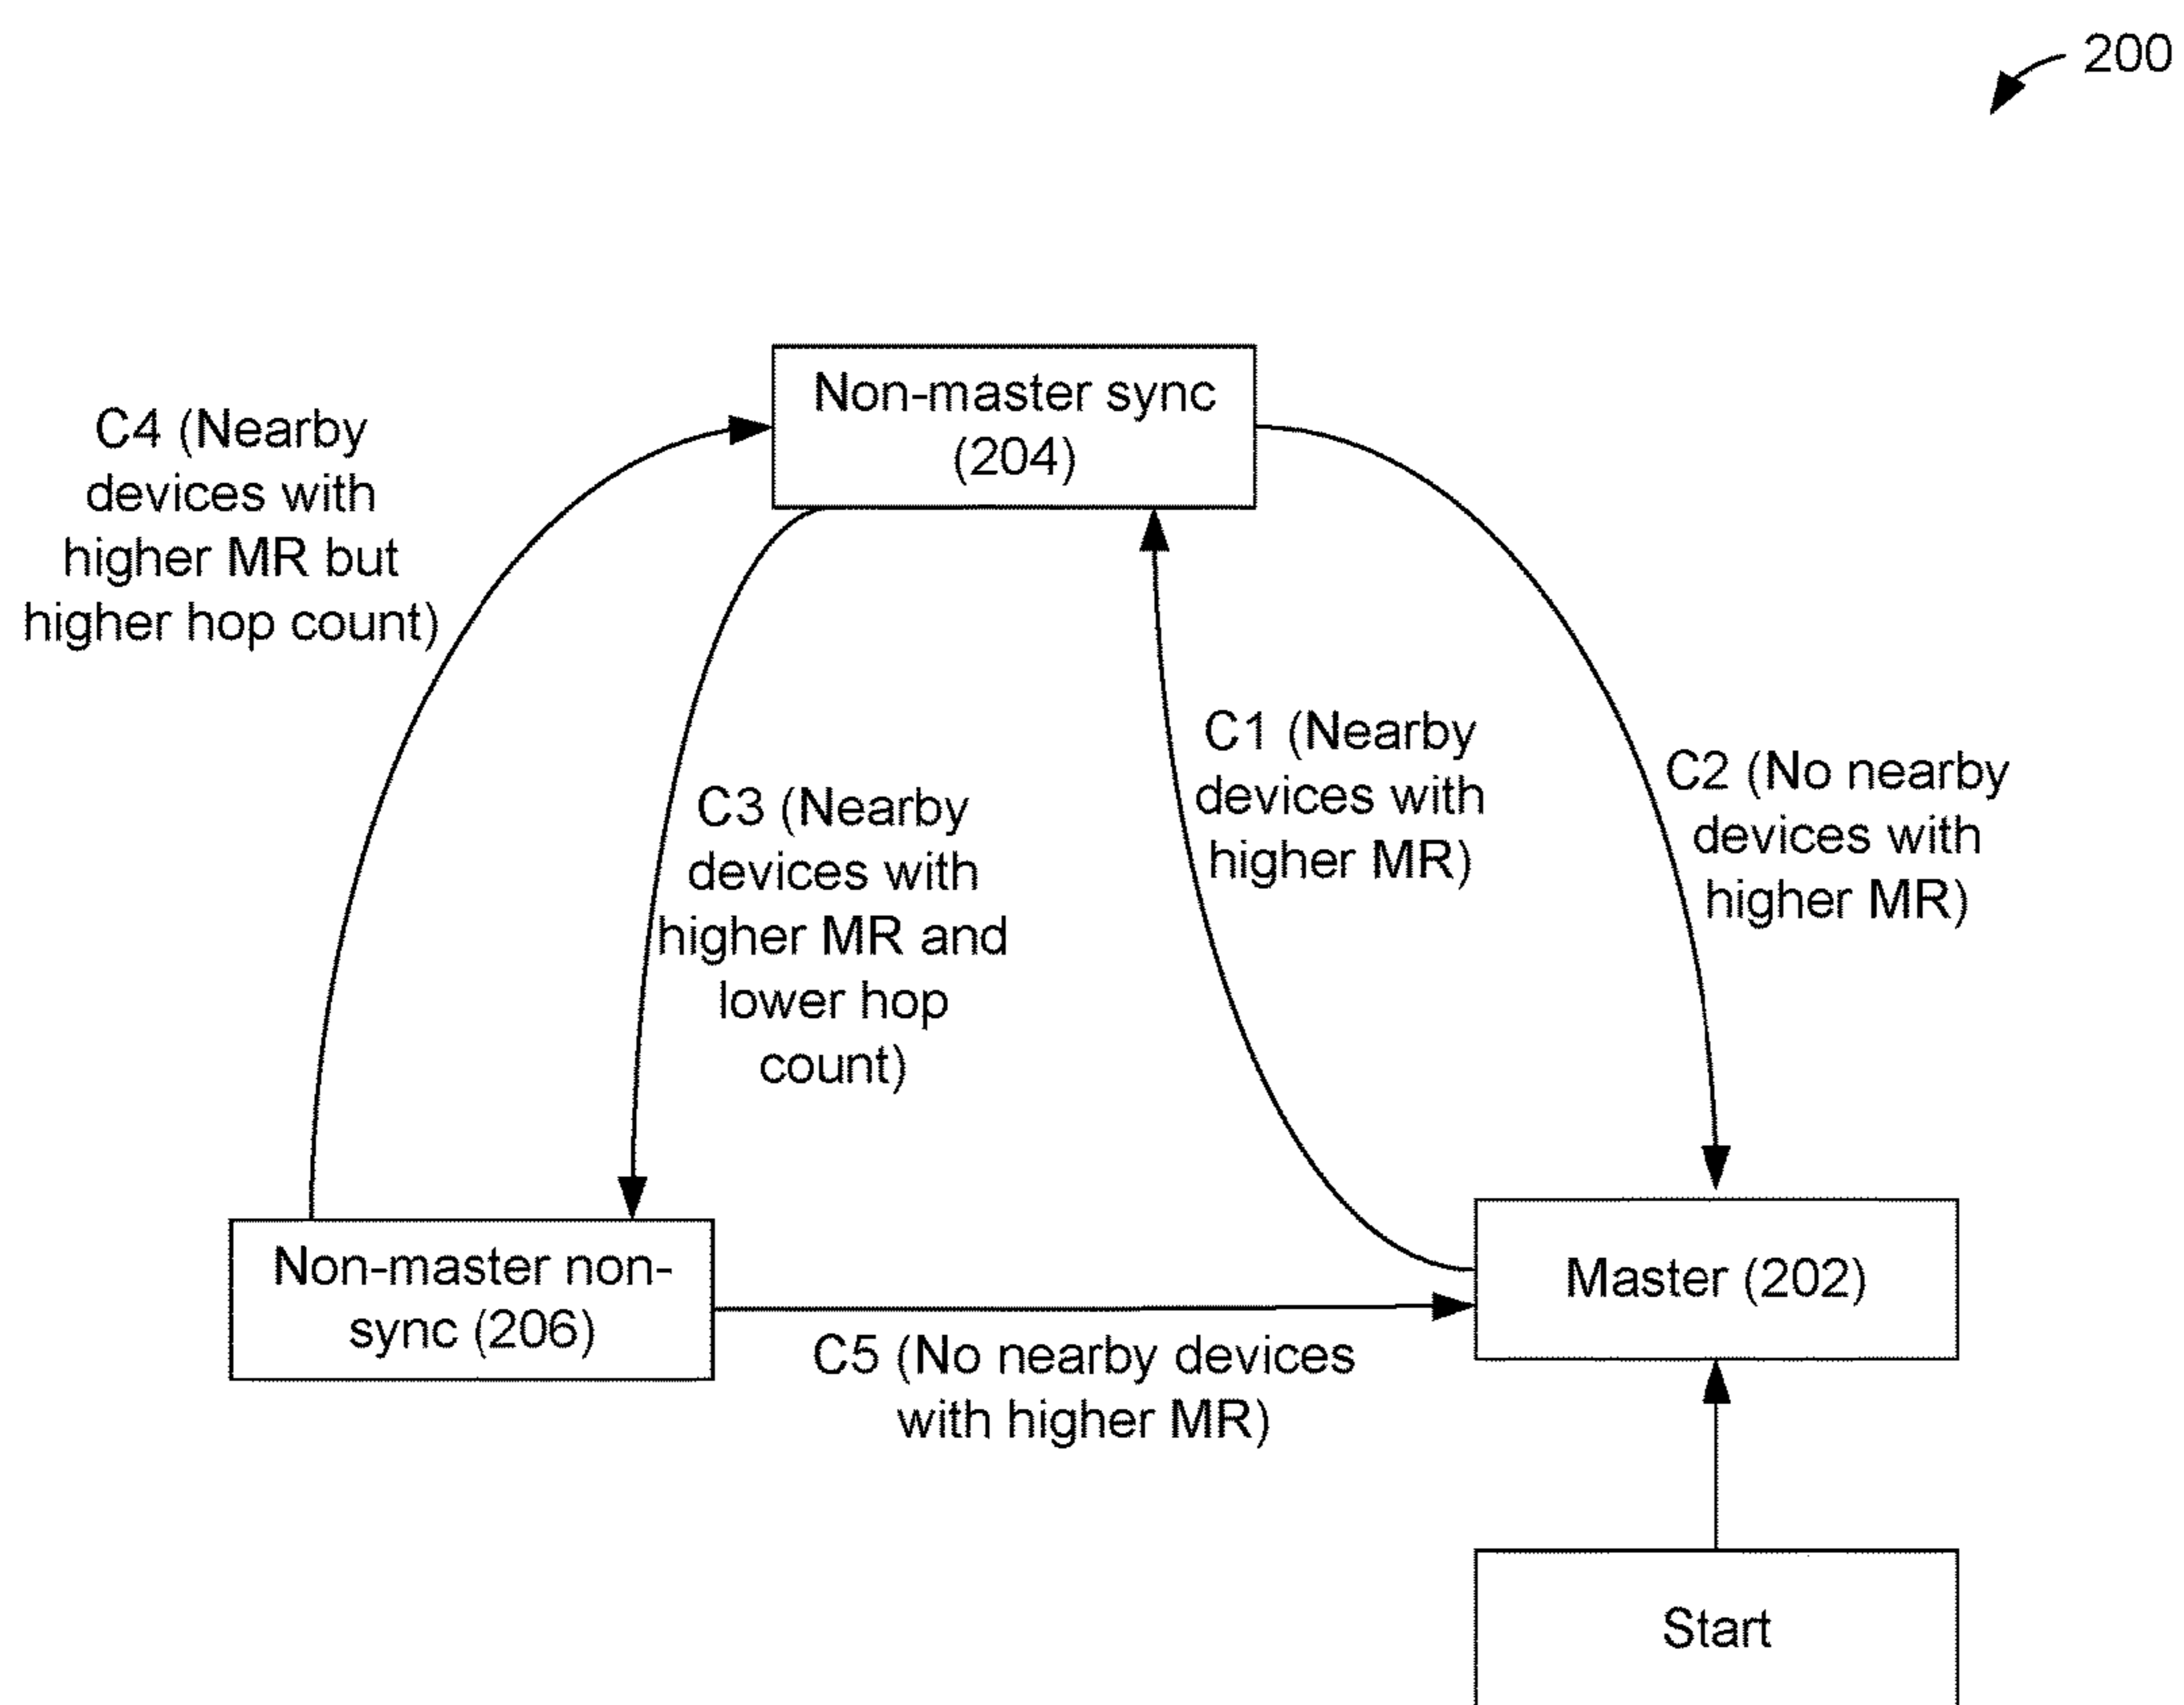 200
Non-master sync
(204)
C4 (Nearby
devices with
higher MR but
higher hop count)
C1 (Nearby
devices with
higher MR)
C2 (No nearby
devices with
higher MR)
C3 (Nearby
devices with
higher MR and
lower hop
count)
Non-master non-
sync (206)
Master (202)
C5 (No nearby devices
with higher MR)
Start